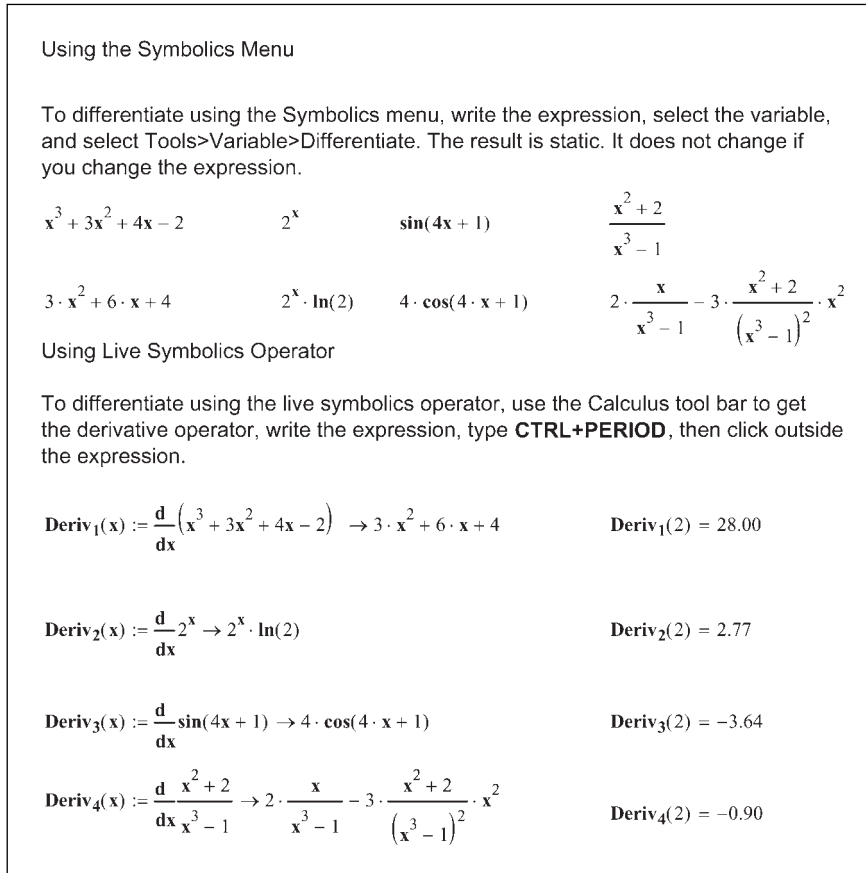 Using the Symbolics Menu
To differentiate using the Symbolics menu, write the expression, select the variable,
and select Tools>Variable>Differentiate. The result is static. It does not change if
you change the expression.
x^3 + 3x^2 + 4x – 2    2^x    sin(4x + 1)    (x^2 + 2)/(x^3 – 1)
3 · x^2 + 6 · x + 4    2^x · ln(2)    4 · cos(4 · x + 1)    2 · x/(x^3 – 1) – 3 · (x^2 + 2)/(x^3 – 1)^2 · x^2
Using Live Symbolics Operator
To differentiate using the live symbolics operator, use the Calculus tool bar to get
the derivative operator, write the expression, type CTRL+PERIOD, then click outside
the expression.
Deriv₁(x) := d/dx (x^3 + 3x^2 + 4x – 2) → 3 · x^2 + 6 · x + 4    Deriv₁(2) = 28.00
Deriv₂(x) := d/dx 2^x → 2^x · ln(2)    Deriv₂(2) = 2.77
Deriv₃(x) := d/dx sin(4x + 1) → 4 · cos(4 · x + 1)    Deriv₃(2) = –3.64
Deriv₄(x) := d/dx (x^2 + 2)/(x^3 – 1) → 2 · x/(x^3 – 1) – 3 · (x^2 + 2)/(x^3 – 1)^2 · x^2    Deriv₄(2) = –0.90